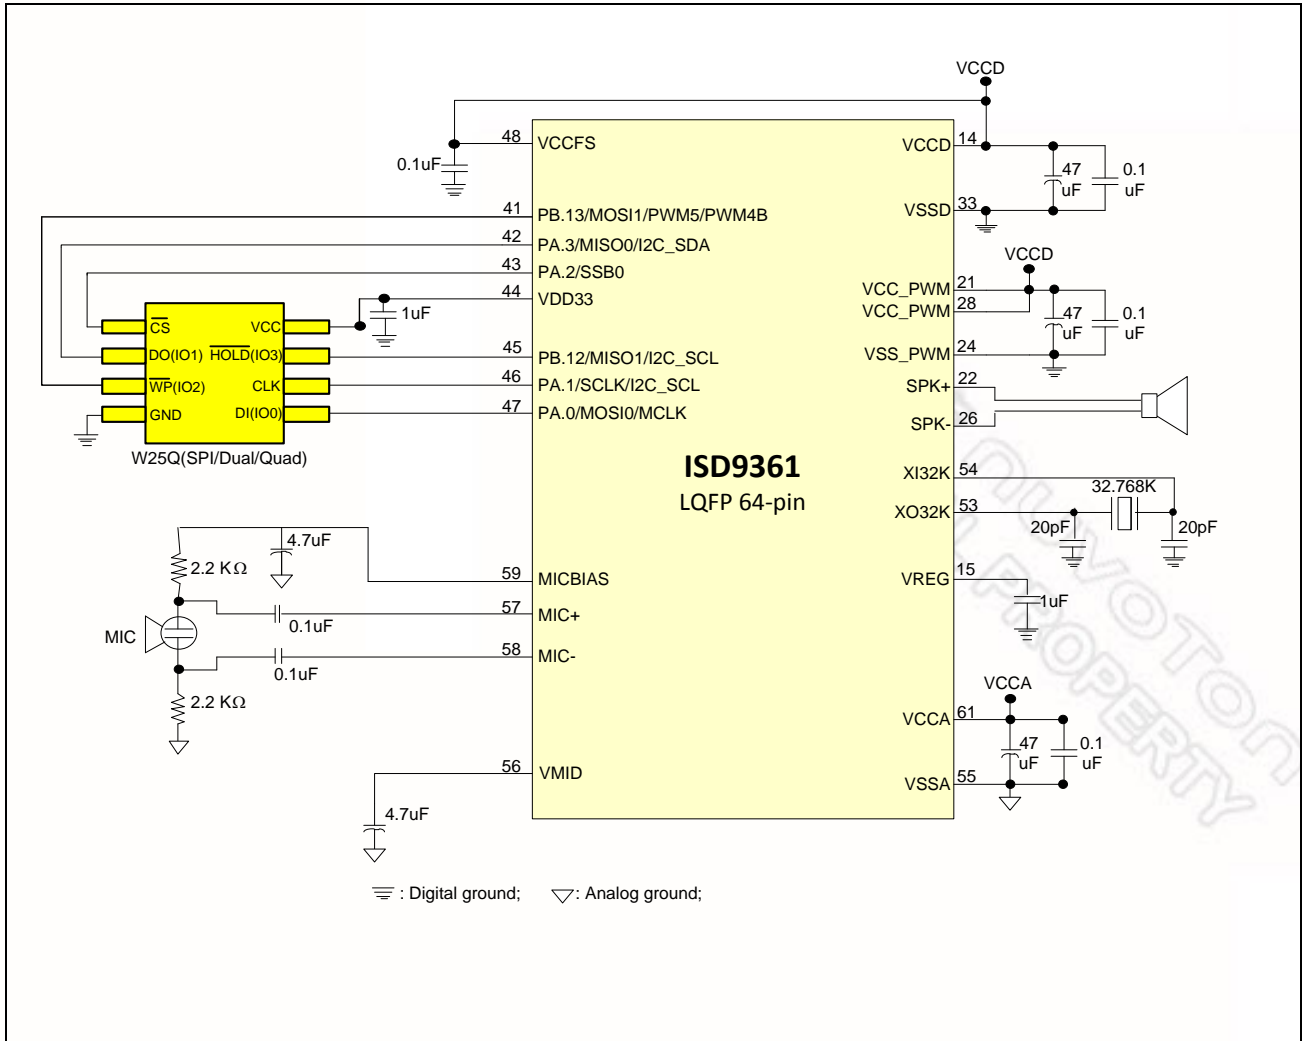 VCCD
48 VCCFS
0.1uF
41 PB.13/MOSI1/PWM5/PWM4B
42 PA.3/MISO0/I2C_SDA
43 PA.2/SSB0
44 VDD33
1uF
45 PB.12/MISO1/I2C_SCL
46 PA.1/SCLK/I2C_SCL
47 PA.0/MOSI0/MCLK
CS VCC
DO(IO1) HOLD(IO3)
WP(IO2) CLK
GND DI(IO0)
W25Q(SPI/Dual/Quad)
ISD9361
LQFP 64-pin
VCCD 14
47 uF
0.1 uF
VSSD 33
VCCD
VCC_PWM 21
VCC_PWM 28
47 uF
0.1 uF
VSS_PWM 24
SPK+ 22
SPK- 26
XI32K 54
32.768K
XO32K 53
20pF
20pF
VREG 15
1uF
VCCA
VCCA 61
47 uF
0.1 uF
VSSA 55
4.7uF
2.2 KΩ
59 MICBIAS
57 MIC+
0.1uF
MIC
58 MIC-
0.1uF
2.2 KΩ
56 VMID
4.7uF
: Digital ground; : Analog ground;
nuvoton
PROPERTY